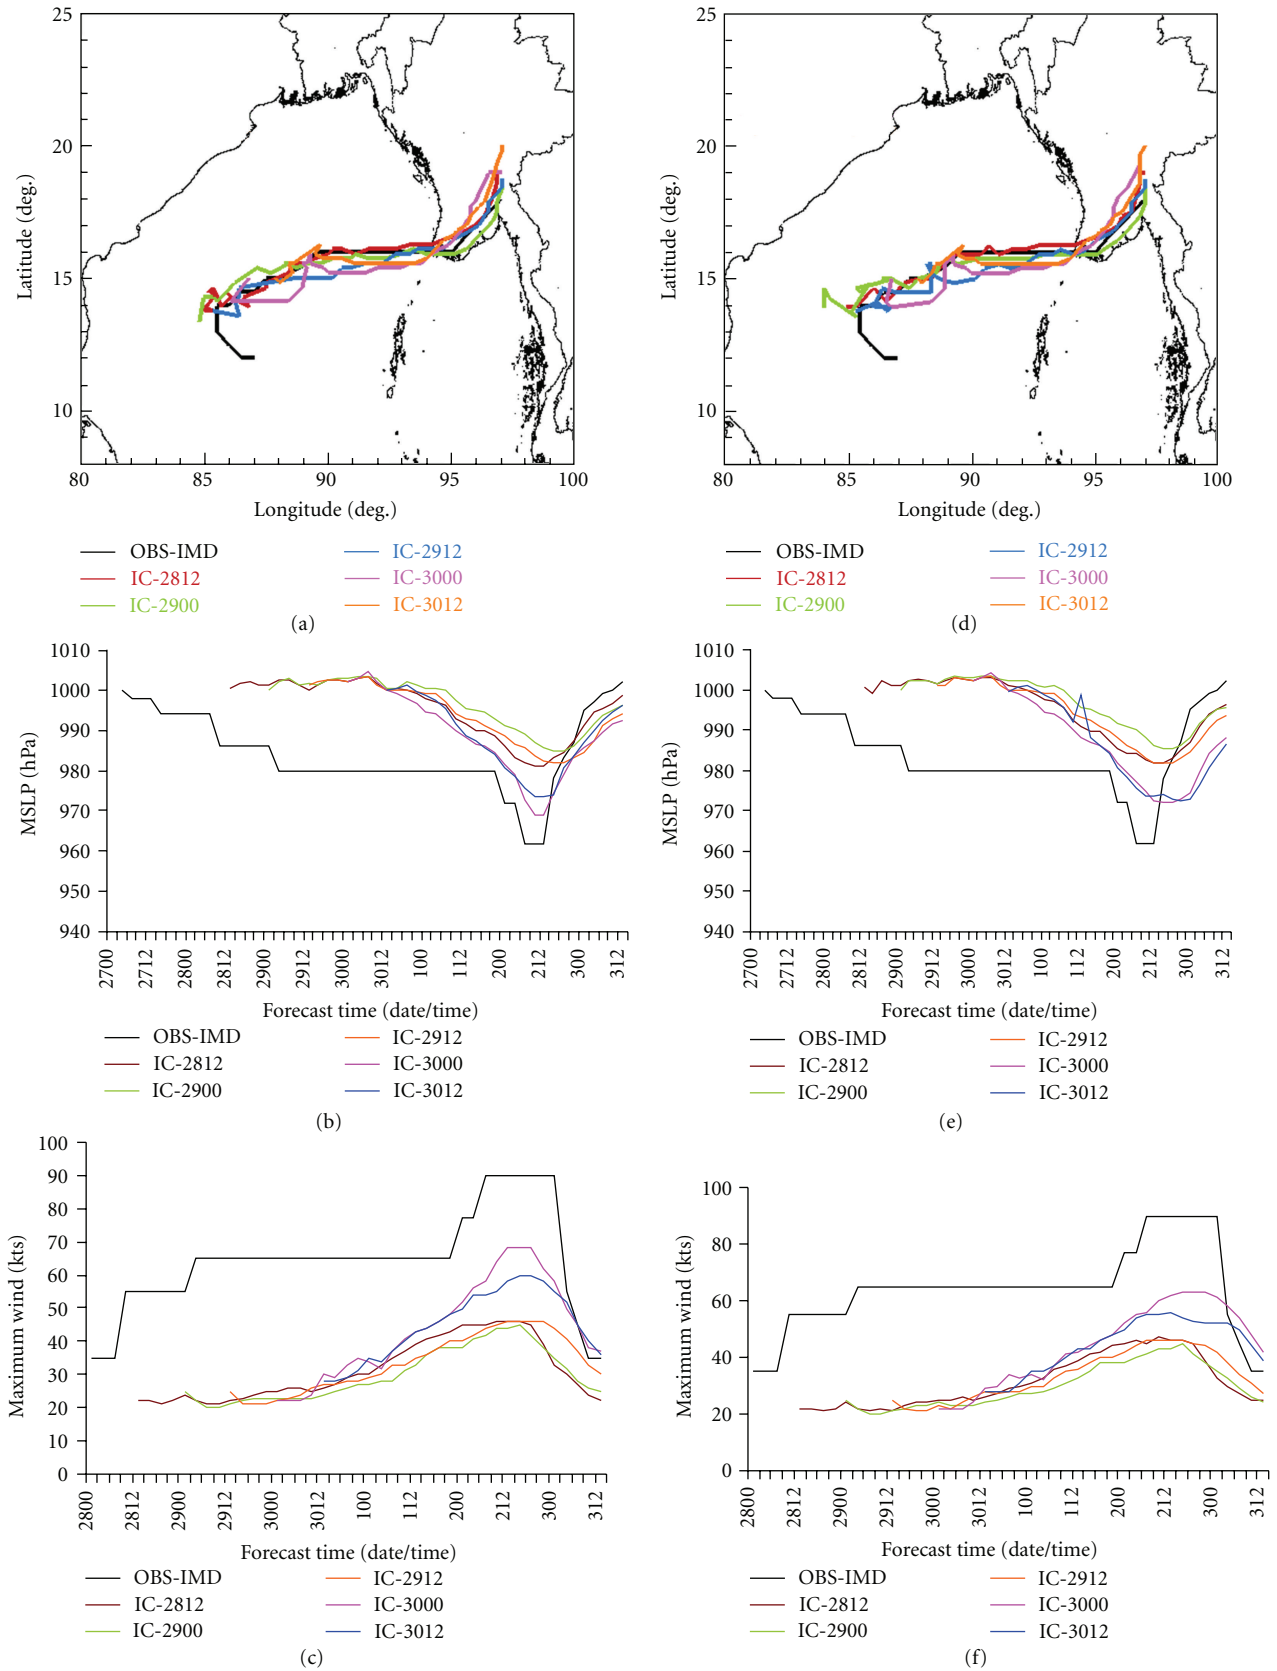 25
20
15
10
Latitude (deg.)
80 85 90 95 100
Longitude (deg.)
OBS-IMD
IC-2812
IC-2900
IC-2912
IC-3000
IC-3012
(a)
25
20
15
10
Latitude (deg.)
80 85 90 95 100
Longitude (deg.)
OBS-IMD
IC-2812
IC-2900
IC-2912
IC-3000
IC-3012
(d)
1010
1000
990
980
970
960
950
940
MSLP (hPa)
2700 2712 2800 2812 2900 2912 3000 3012 100 112 200 212 300 312
Forecast time (date/time)
OBS-IMD
IC-2812
IC-2900
IC-2912
IC-3000
IC-3012
(b)
1010
1000
990
980
970
960
950
940
MSLP (hPa)
2700 2712 2800 2812 2900 2912 3000 3012 100 112 200 212 300 312
Forecast time (date/time)
OBS-IMD
IC-2812
IC-2900
IC-2912
IC-3000
IC-3012
(e)
100
90
80
70
60
50
40
30
20
10
0
Maximum wind (kts)
2800 2812 2900 2912 3000 3012 100 112 200 212 300 312
Forecast time (date/time)
OBS-IMD
IC-2812
IC-2900
IC-2912
IC-3000
IC-3012
(c)
100
80
60
40
20
0
Maximum wind (kts)
2800 2812 2900 2912 3000 3012 100 112 200 212 300 312
Forecast time (date/time)
OBS-IMD
IC-2812
IC-2900
IC-2912
IC-3000
IC-3012
(f)